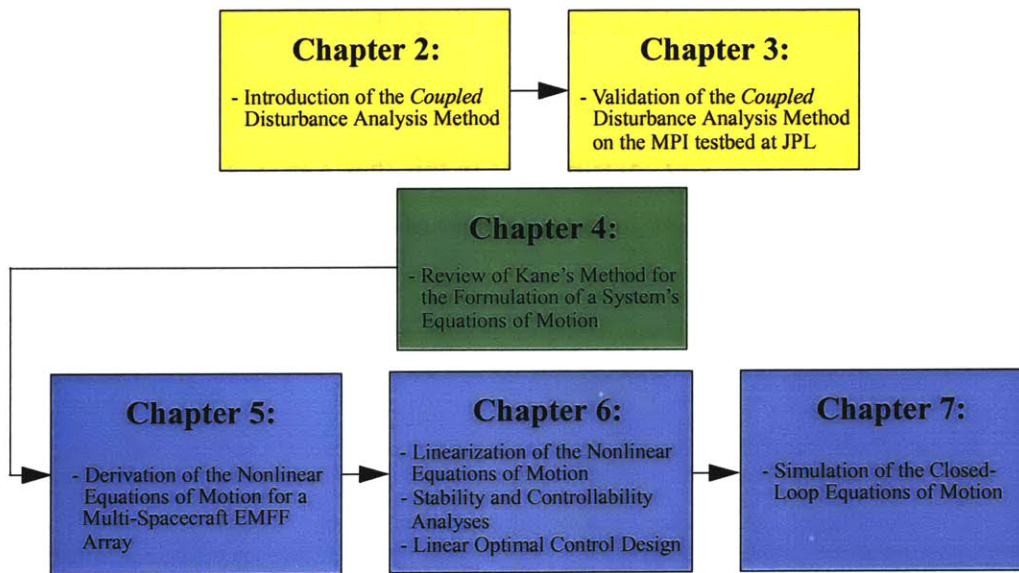 Chapter 2:
- Introduction of the Coupled
Disturbance Analysis Method
Chapter 3:
- Validation of the Coupled
Disturbance Analysis Method
on the MPI testbed at JPL
Chapter 4:
- Review of Kane's Method for
the Formulation of a System's
Equations of Motion
Chapter 5:
- Derivation of the Nonlinear
Equations of Motion for a
Multi-Spacecraft EMFF
Array
Chapter 6:
- Linearization of the Nonlinear
Equations of Motion
- Stability and Controllability
Analyses
- Linear Optimal Control Design
Chapter 7:
- Simulation of the Closed-
Loop Equations of Motion